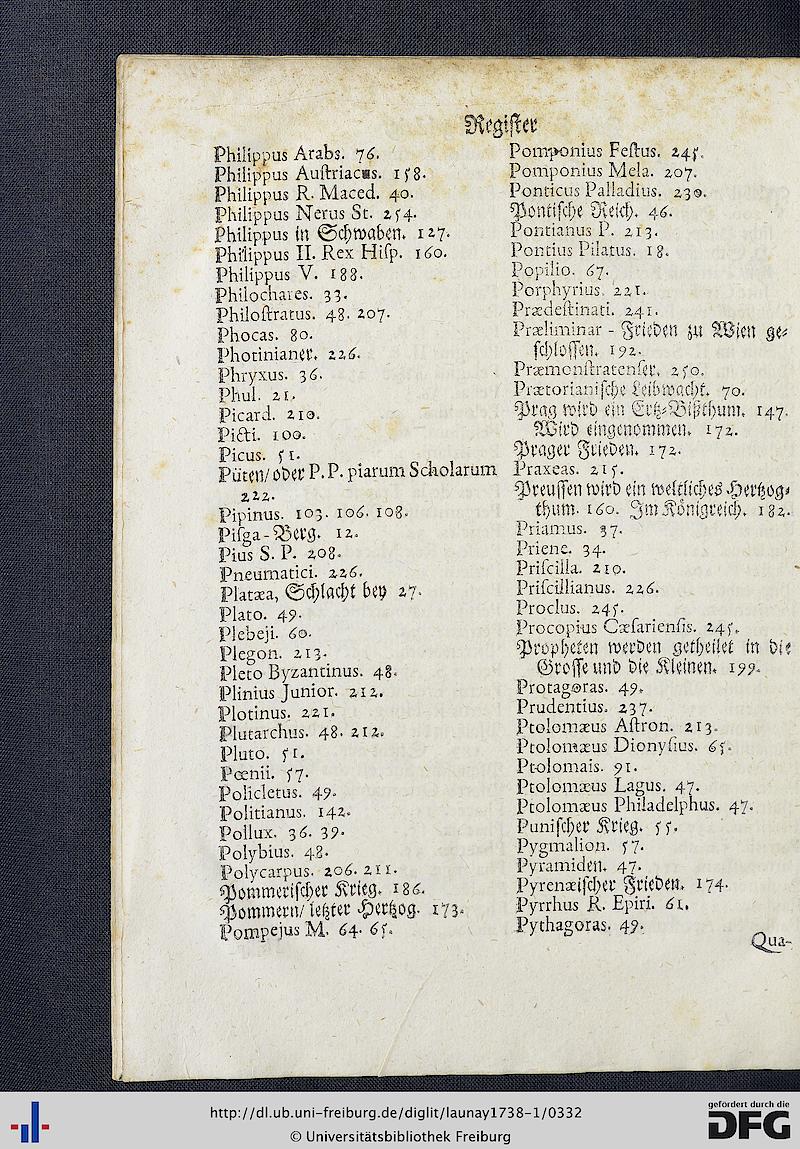 Regiſter
Philippus Arabs. 76.
Philippus Auſtriacus. 158.
Philippus R. Maced. 40.
Philippus Nerus St. 254.
Philippus in Schwaben. 127.
Philippus II. Rex Hiſp. 160.
Philippus V. 188.
Philochares. 33.
Philoſtratus. 48. 207.
Phocas. 80.
Photinianer. 226.
Phryxus. 36.
Phul. 21.
Picard. 210.
Picti. 100.
Picus. 51.
Püten/ oder P. P. piarum Scholarum
222.
Pipinus. 103. 106. 108.
Piſga-Berg. 12.
Pius S. P. 208.
Pneumatici. 226.
Platæa, Schlacht bey 27.
Plato. 49.
Plebeji. 60.
Plegon. 213.
Pleto Byzantinus. 48.
Plinius Junior. 212.
Plotinus. 221.
Plutarchus. 48. 212.
Pluto. 51.
Pœnii. 57.
Policletus. 49.
Politianus. 142.
Pollux. 36. 39.
Polybius. 48.
Polycarpus. 206. 211.
Pommeriſcher Krieg. 186.
Pommern/ letzter Hertzog. 173.
Pompejus M. 64. 65.
Pomponius Feſtus. 245.
Pomponius Mela. 207.
Ponticus Palladius. 230.
Pontiſche Reich. 46.
Pontianus P. 213.
Pontius Pilatus. 18.
Popilio. 67.
Porphyrius. 221.
Prædeſtinati. 241.
Præliminar - Frieden zu Wien ge-
ſchloſſen. 192.
Præmonſtratenſer. 250.
Prætorianiſche Leibwacht. 70.
Prag wird ein Ertz-Bißthum. 147.
Wird eingenommen. 172.
Prager Frieden. 172.
Praxeas. 215.
Preuſſen wird ein weltliches Hertzog-
thum. 160. Im Königreich. 182.
Priamus. 37.
Priene. 34.
Priſcilla. 210.
Priſcillianus. 226.
Proclus. 245.
Procopius Cæſarienſis. 245.
Propheten werden getheilet in die
Groſſe und die Kleinen. 199.
Protagoras. 49.
Prudentius. 237.
Ptolomæus Aſtron. 213.
Ptolomæus Dionyſius. 65.
Ptolomais. 91.
Ptolomæus Lagus. 47.
Ptolomæus Philadelphus. 47.
Puniſcher Krieg. 55.
Pygmalion. 57.
Pyramiden. 47.
Pyrenæiſcher Frieden. 174.
Pyrrhus R. Epiri. 61.
Pythagoras. 49.
Qua-
http://dl.ub.uni-freiburg.de/diglit/launay1738-1/0332
© Universitätsbibliothek Freiburg
gefördert durch die
DFG